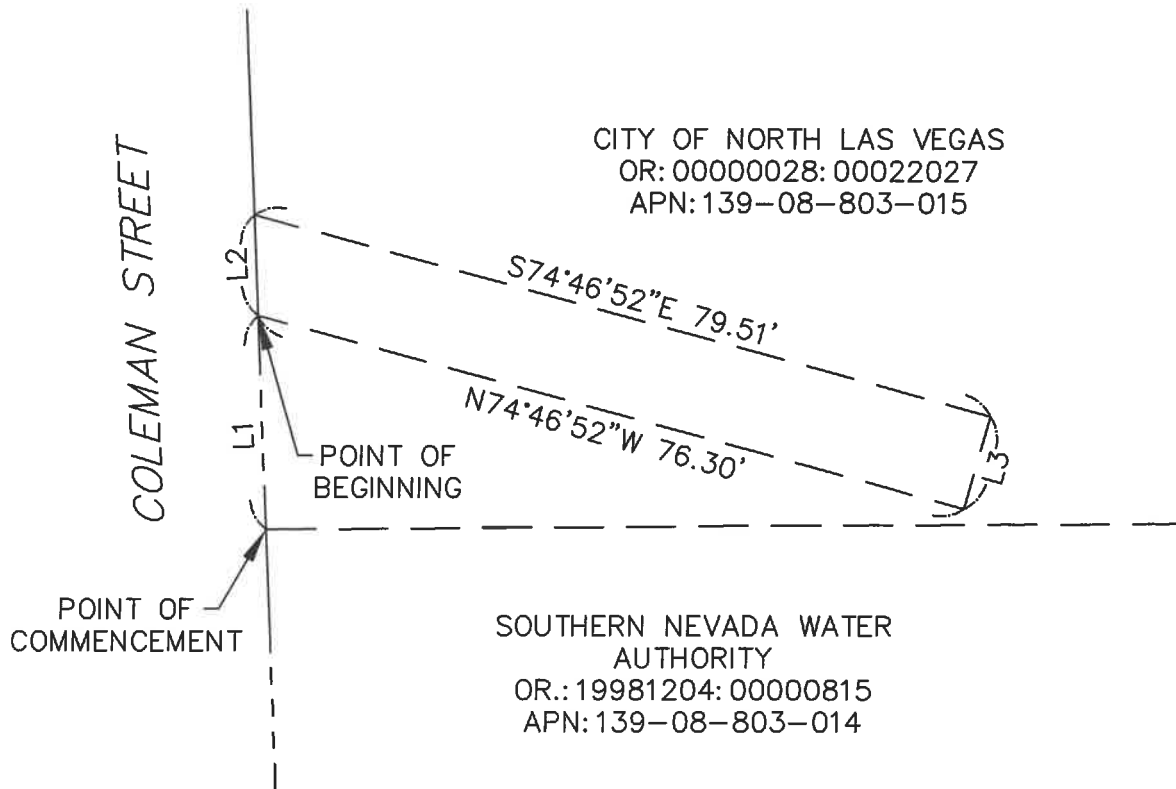 COLEMAN STREET
CITY OF NORTH LAS VEGAS
OR: 00000028: 00022027
APN: 139-08-803-015
L2
S74°46'52"E 79.51'
N74°46'52"W 76.30'
L1
L3
POINT OF
BEGINNING
POINT OF
COMMENCEMENT
SOUTHERN NEVADA WATER
AUTHORITY
OR.: 19981204: 00000815
APN: 139-08-803-014